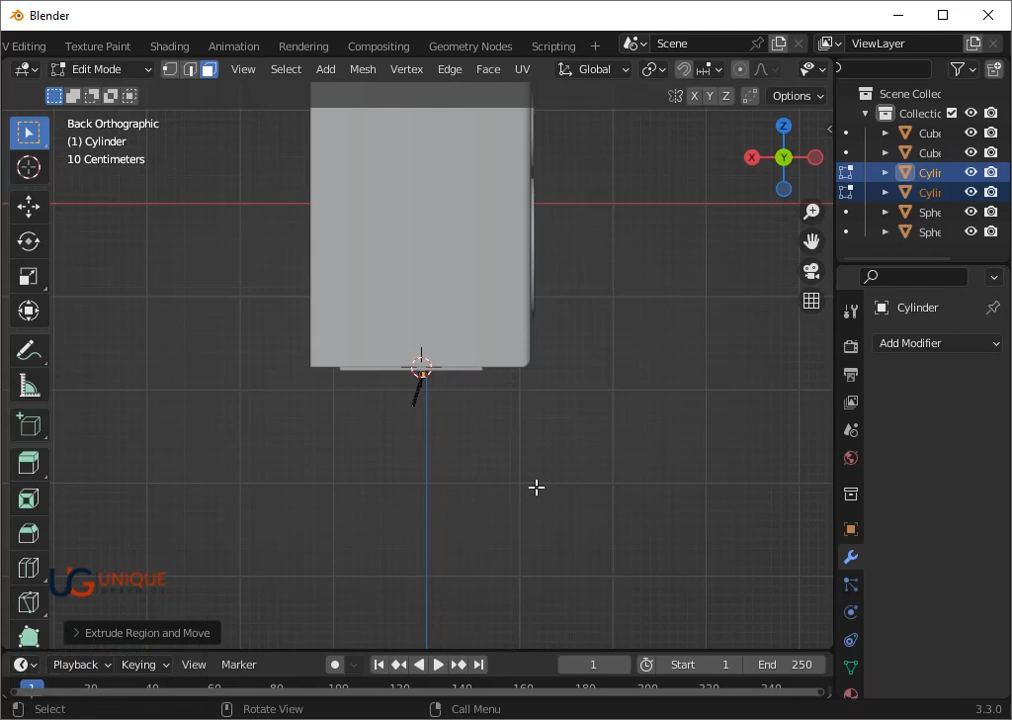 Blender
V Editing Texture Paint Shading Animation Rendering Compositing Geometry Nodes Scripting + Scene ViewLayer
Edit Mode View Select Add Mesh Vertex Edge Face UV Global
X Y Z Options
Back Orthographic
(1) Cylinder
10 Centimeters
Z
X Y
Scene Collec
Collectic
Cube
Cube
Cylin
Cylin
Sphe
Sphe
Cylinder
Add Modifier
UG UNIQUE
Extrude Region and Move
Playback Keying View Marker 1 Start 1 End 250
Select Rotate View Call Menu 3.3.0